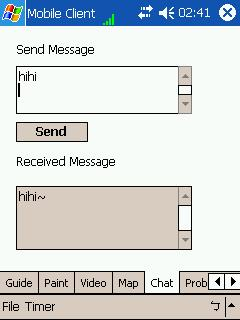 Mobile Client 02:41
Send Message
hihi
Send
Received Message
hihi~
Guide Paint Video Map Chat Prob
File Timer ㄅ